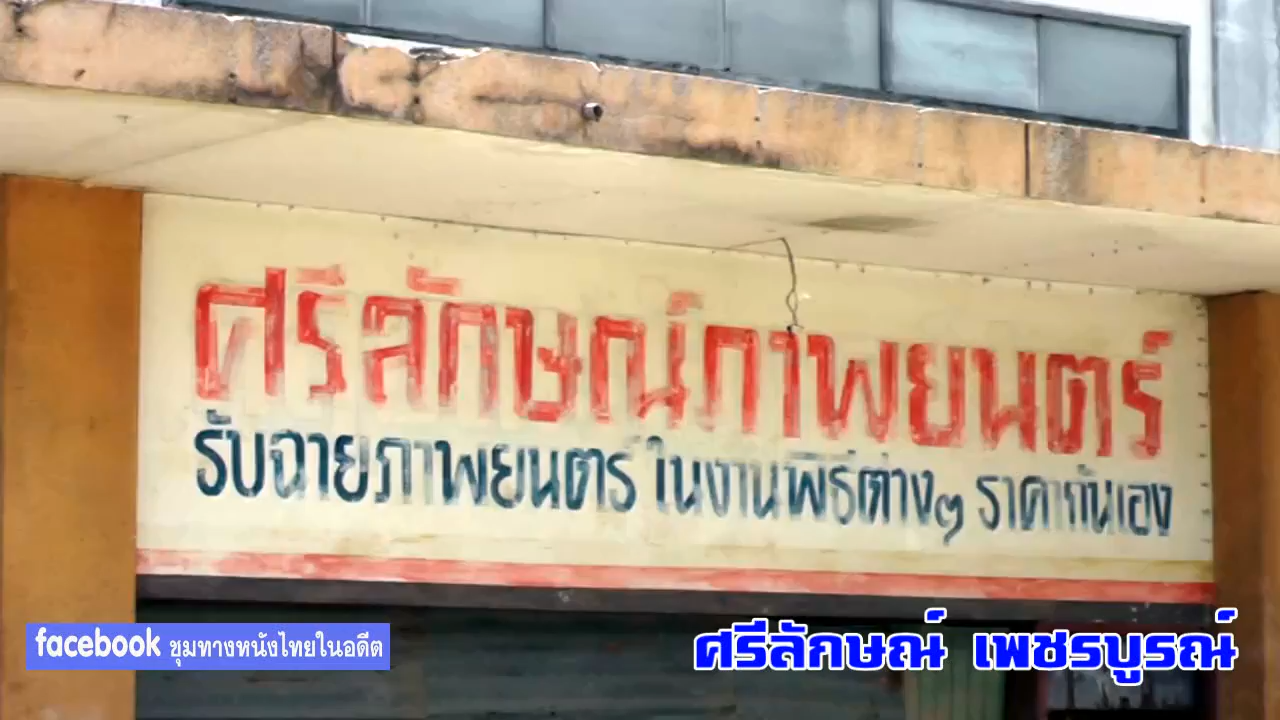 ศรีลักษณ์ภาพยนตร์
รับฉายภาพยนตร์ ในงานพิธีต่างๆ ราคากันเอง
facebook ขุมทางหนังไทยในอดีต
ศรีลักษณ์ เพชรบูรณ์